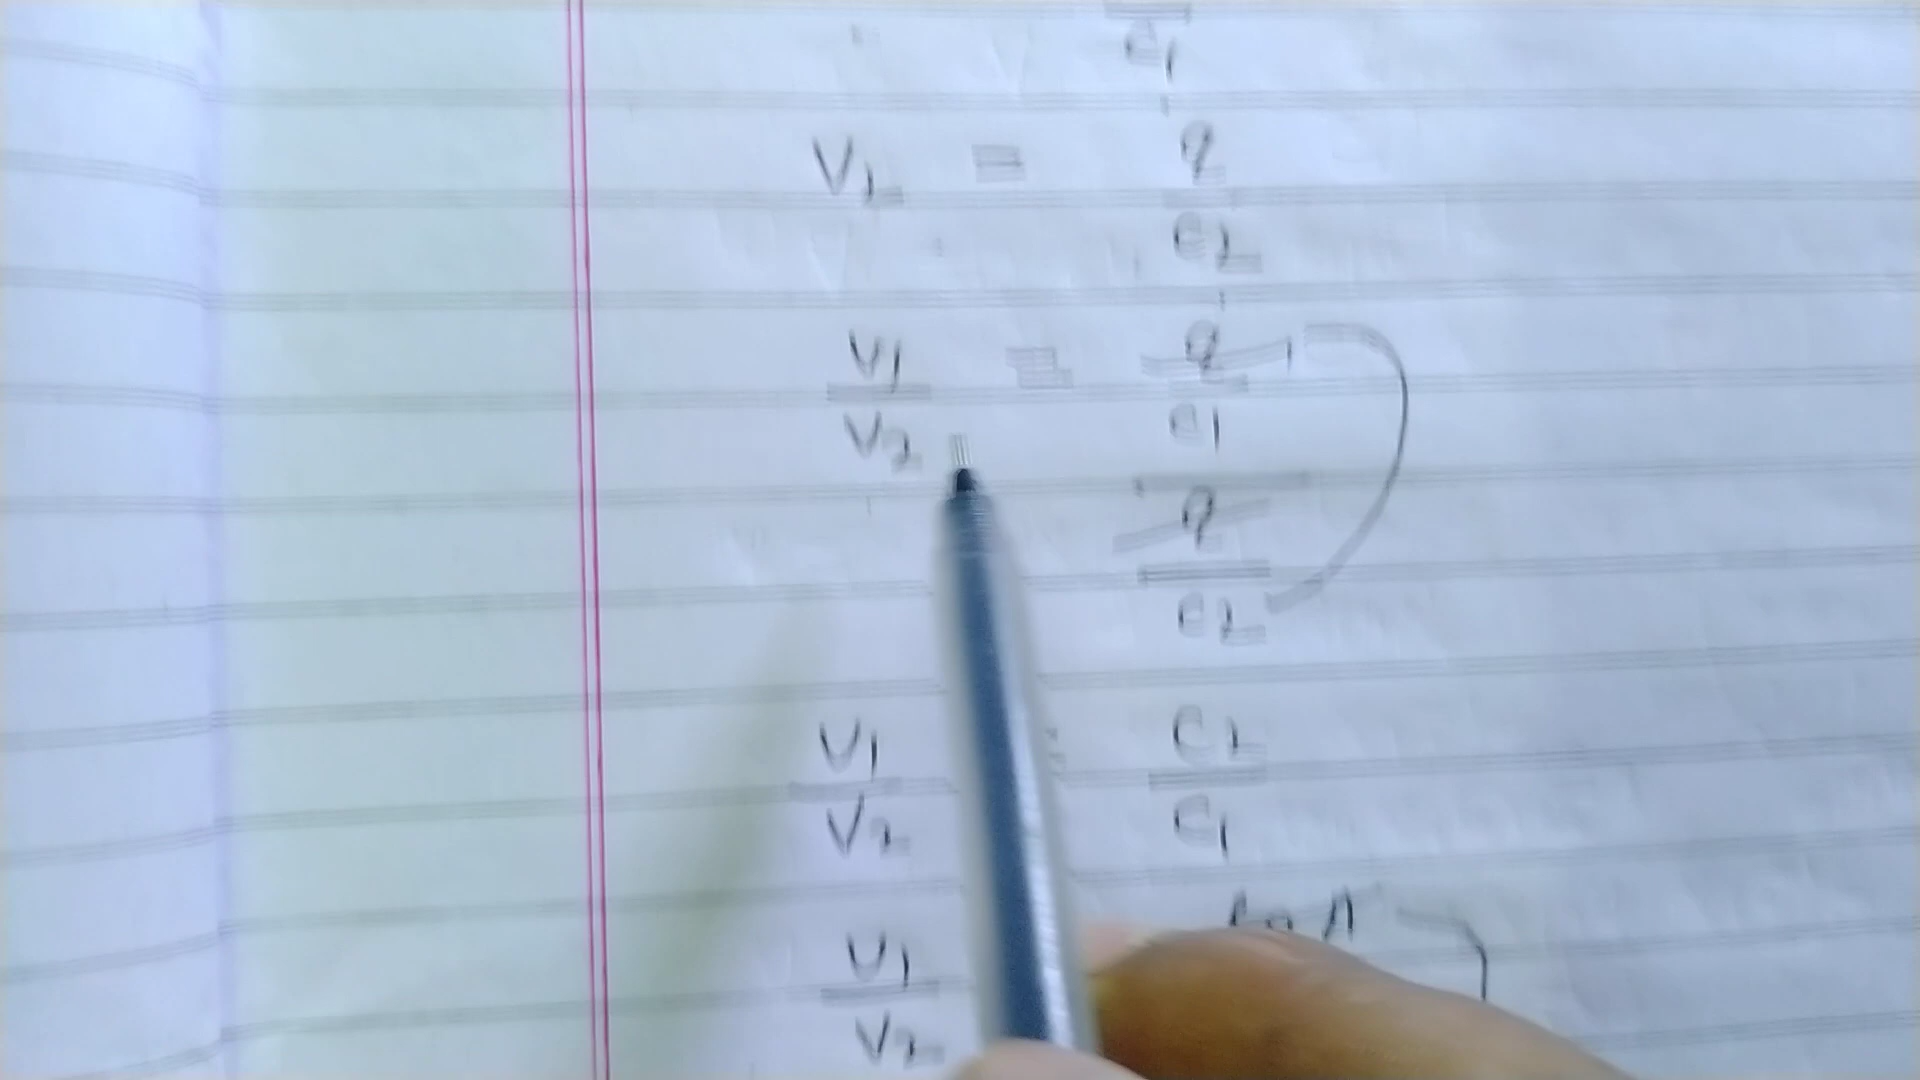 C1
V2 = q
C2
V1 = q
V2 C1
q
C2
V1 = C2
V2 C1
V1
V2